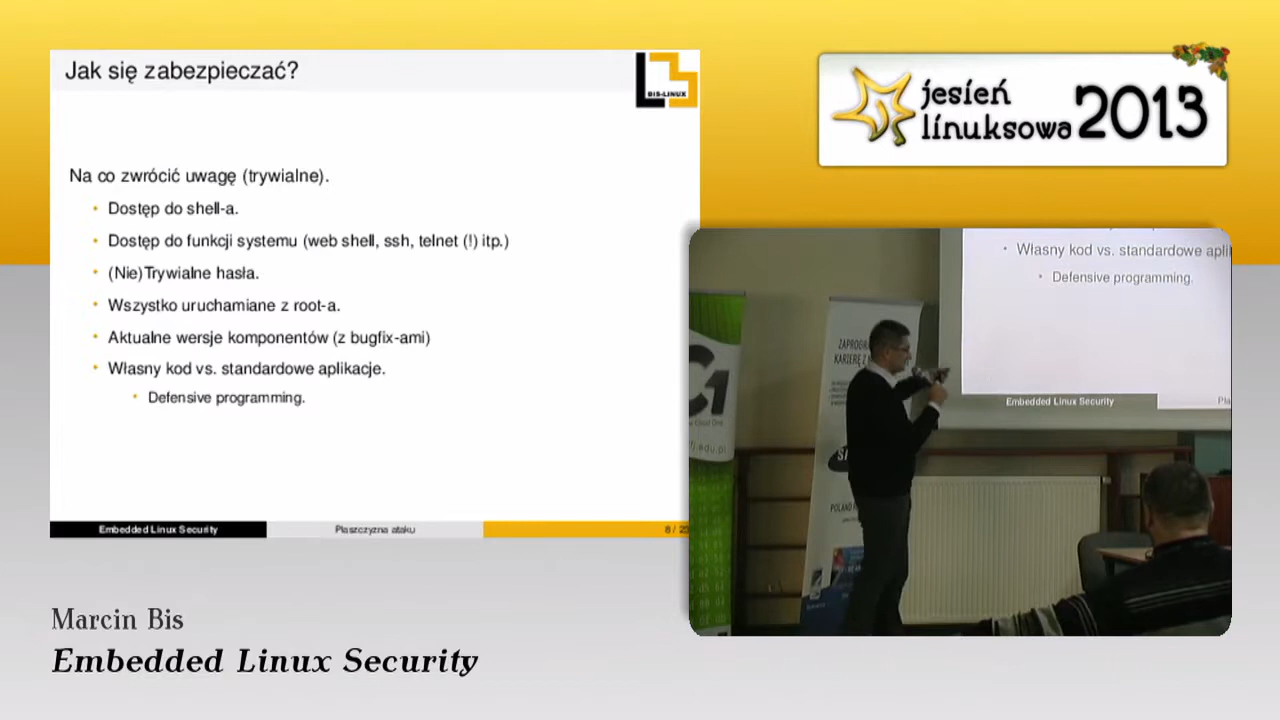 Jak się zabezpieczać?
BIS-LINUX
Na co zwrócić uwagę (trywialne).
• Dostęp do shell-a.
• Dostęp do funkcji systemu (web shell, ssh, telnet (!) itp.)
• (Nie)Trywialne hasła.
• Wszystko uruchamiane z root-a.
• Aktualne wersje komponentów (z bugfix-ami)
• Własny kod vs. standardowe aplikacje.
• Defensive programming.
Embedded Linux Security
Płaszczyzna ataku
8 / 23
jesień
linuksowa 2013
• Własny kod vs. standardowe apli
• Defensive programming.
Embedded Linux Security
Marcin Bis
Embedded Linux Security